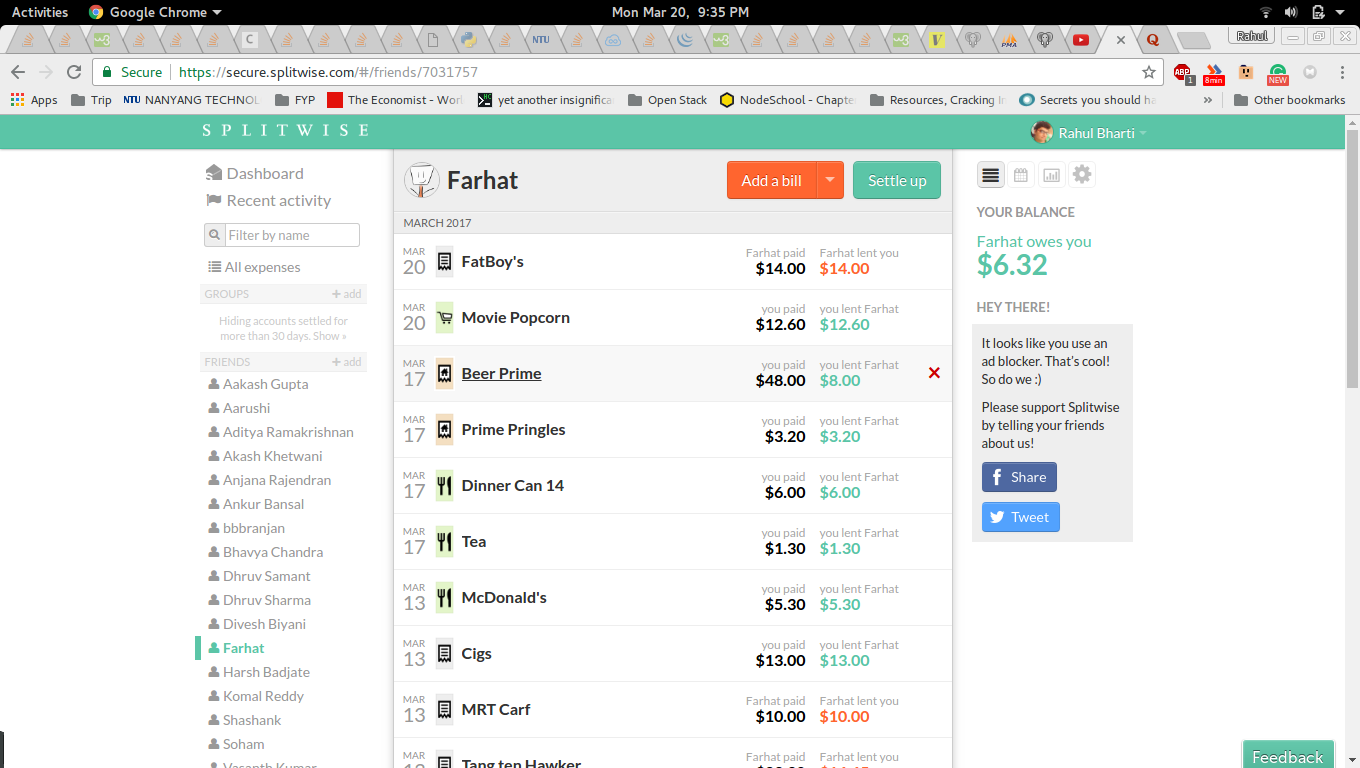 Activities Google Chrome Mon Mar 20, 9:35 PM
C NTU PMA Q Rahul
Secure https://secure.splitwise.com/#/friends/7031757 ABP 1 8min NEW
Apps Trip NTU NANYANG TECHNOL FYP The Economist - Worl yet another insignifica Open Stack NodeSchool - Chapte Resources, Cracking I Secrets you should ha » Other bookmarks
SPLITWISE Rahul Bharti
Dashboard
Recent activity
Filter by name
All expenses
GROUPS + add
Hiding accounts settled for
more than 30 days. Show »
FRIENDS + add
Aakash Gupta
Aarushi
Aditya Ramakrishnan
Akash Khetwani
Anjana Rajendran
Ankur Bansal
bbbranjan
Bhavya Chandra
Dhruv Samant
Dhruv Sharma
Divesh Biyani
Farhat
Harsh Badjate
Komal Reddy
Shashank
Soham
Vasanth Kumar
Farhat Add a bill Settle up
MARCH 2017
MAR 20 FatBoy's Farhat paid $14.00 Farhat lent you $14.00
MAR 20 Movie Popcorn you paid $12.60 you lent Farhat $12.60
MAR 17 Beer Prime you paid $48.00 you lent Farhat $8.00
MAR 17 Prime Pringles you paid $3.20 you lent Farhat $3.20
MAR 17 Dinner Can 14 you paid $6.00 you lent Farhat $6.00
MAR 17 Tea you paid $1.30 you lent Farhat $1.30
MAR 13 McDonald's you paid $5.30 you lent Farhat $5.30
MAR 13 Cigs you paid $13.00 you lent Farhat $13.00
MAR 13 MRT Carf Farhat paid $10.00 Farhat lent you $10.00
MAR Tang ten Hawker Farhat paid Farhat lent you
YOUR BALANCE
Farhat owes you
$6.32
HEY THERE!
It looks like you use an
ad blocker. That's cool!
So do we :)
Please support Splitwise
by telling your friends
about us!
Share
Tweet
Feedback